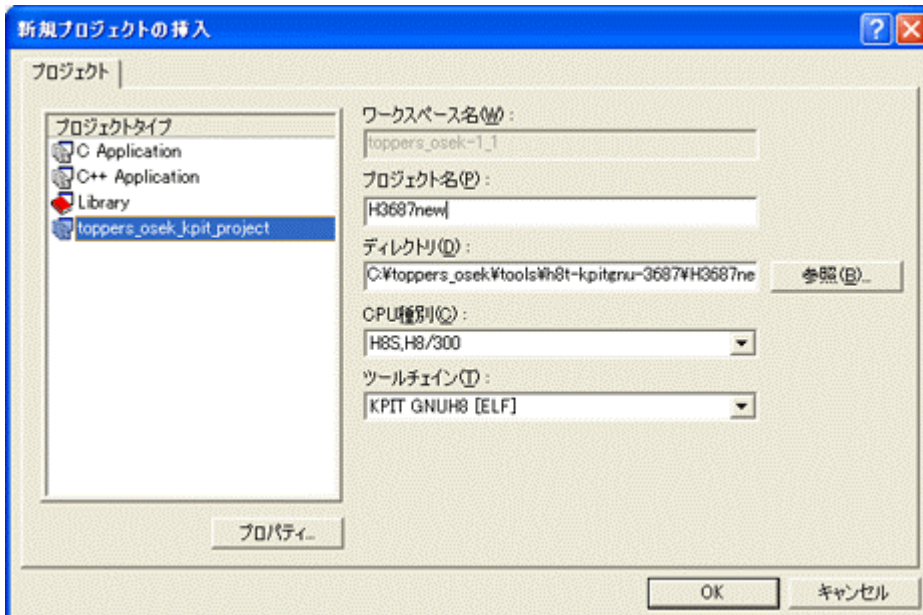 新規プロジェクトの挿入
プロジェクト
プロジェクトタイプ
C Application
C++ Application
Library
toppers_osek_kpit_project
プロパティ...
ワークスペース名(W):
toppers_osek-1_1
プロジェクト名(P):
H3687new
ディレクトリ(D):
C:¥toppers_osek¥tools¥h8t-kpitgnu-3687¥H3687ne
参照(B)...
CPU種別(C):
H8S,H8/300
ツールチェイン(T):
KPIT GNUH8 [ELF]
OK
キャンセル